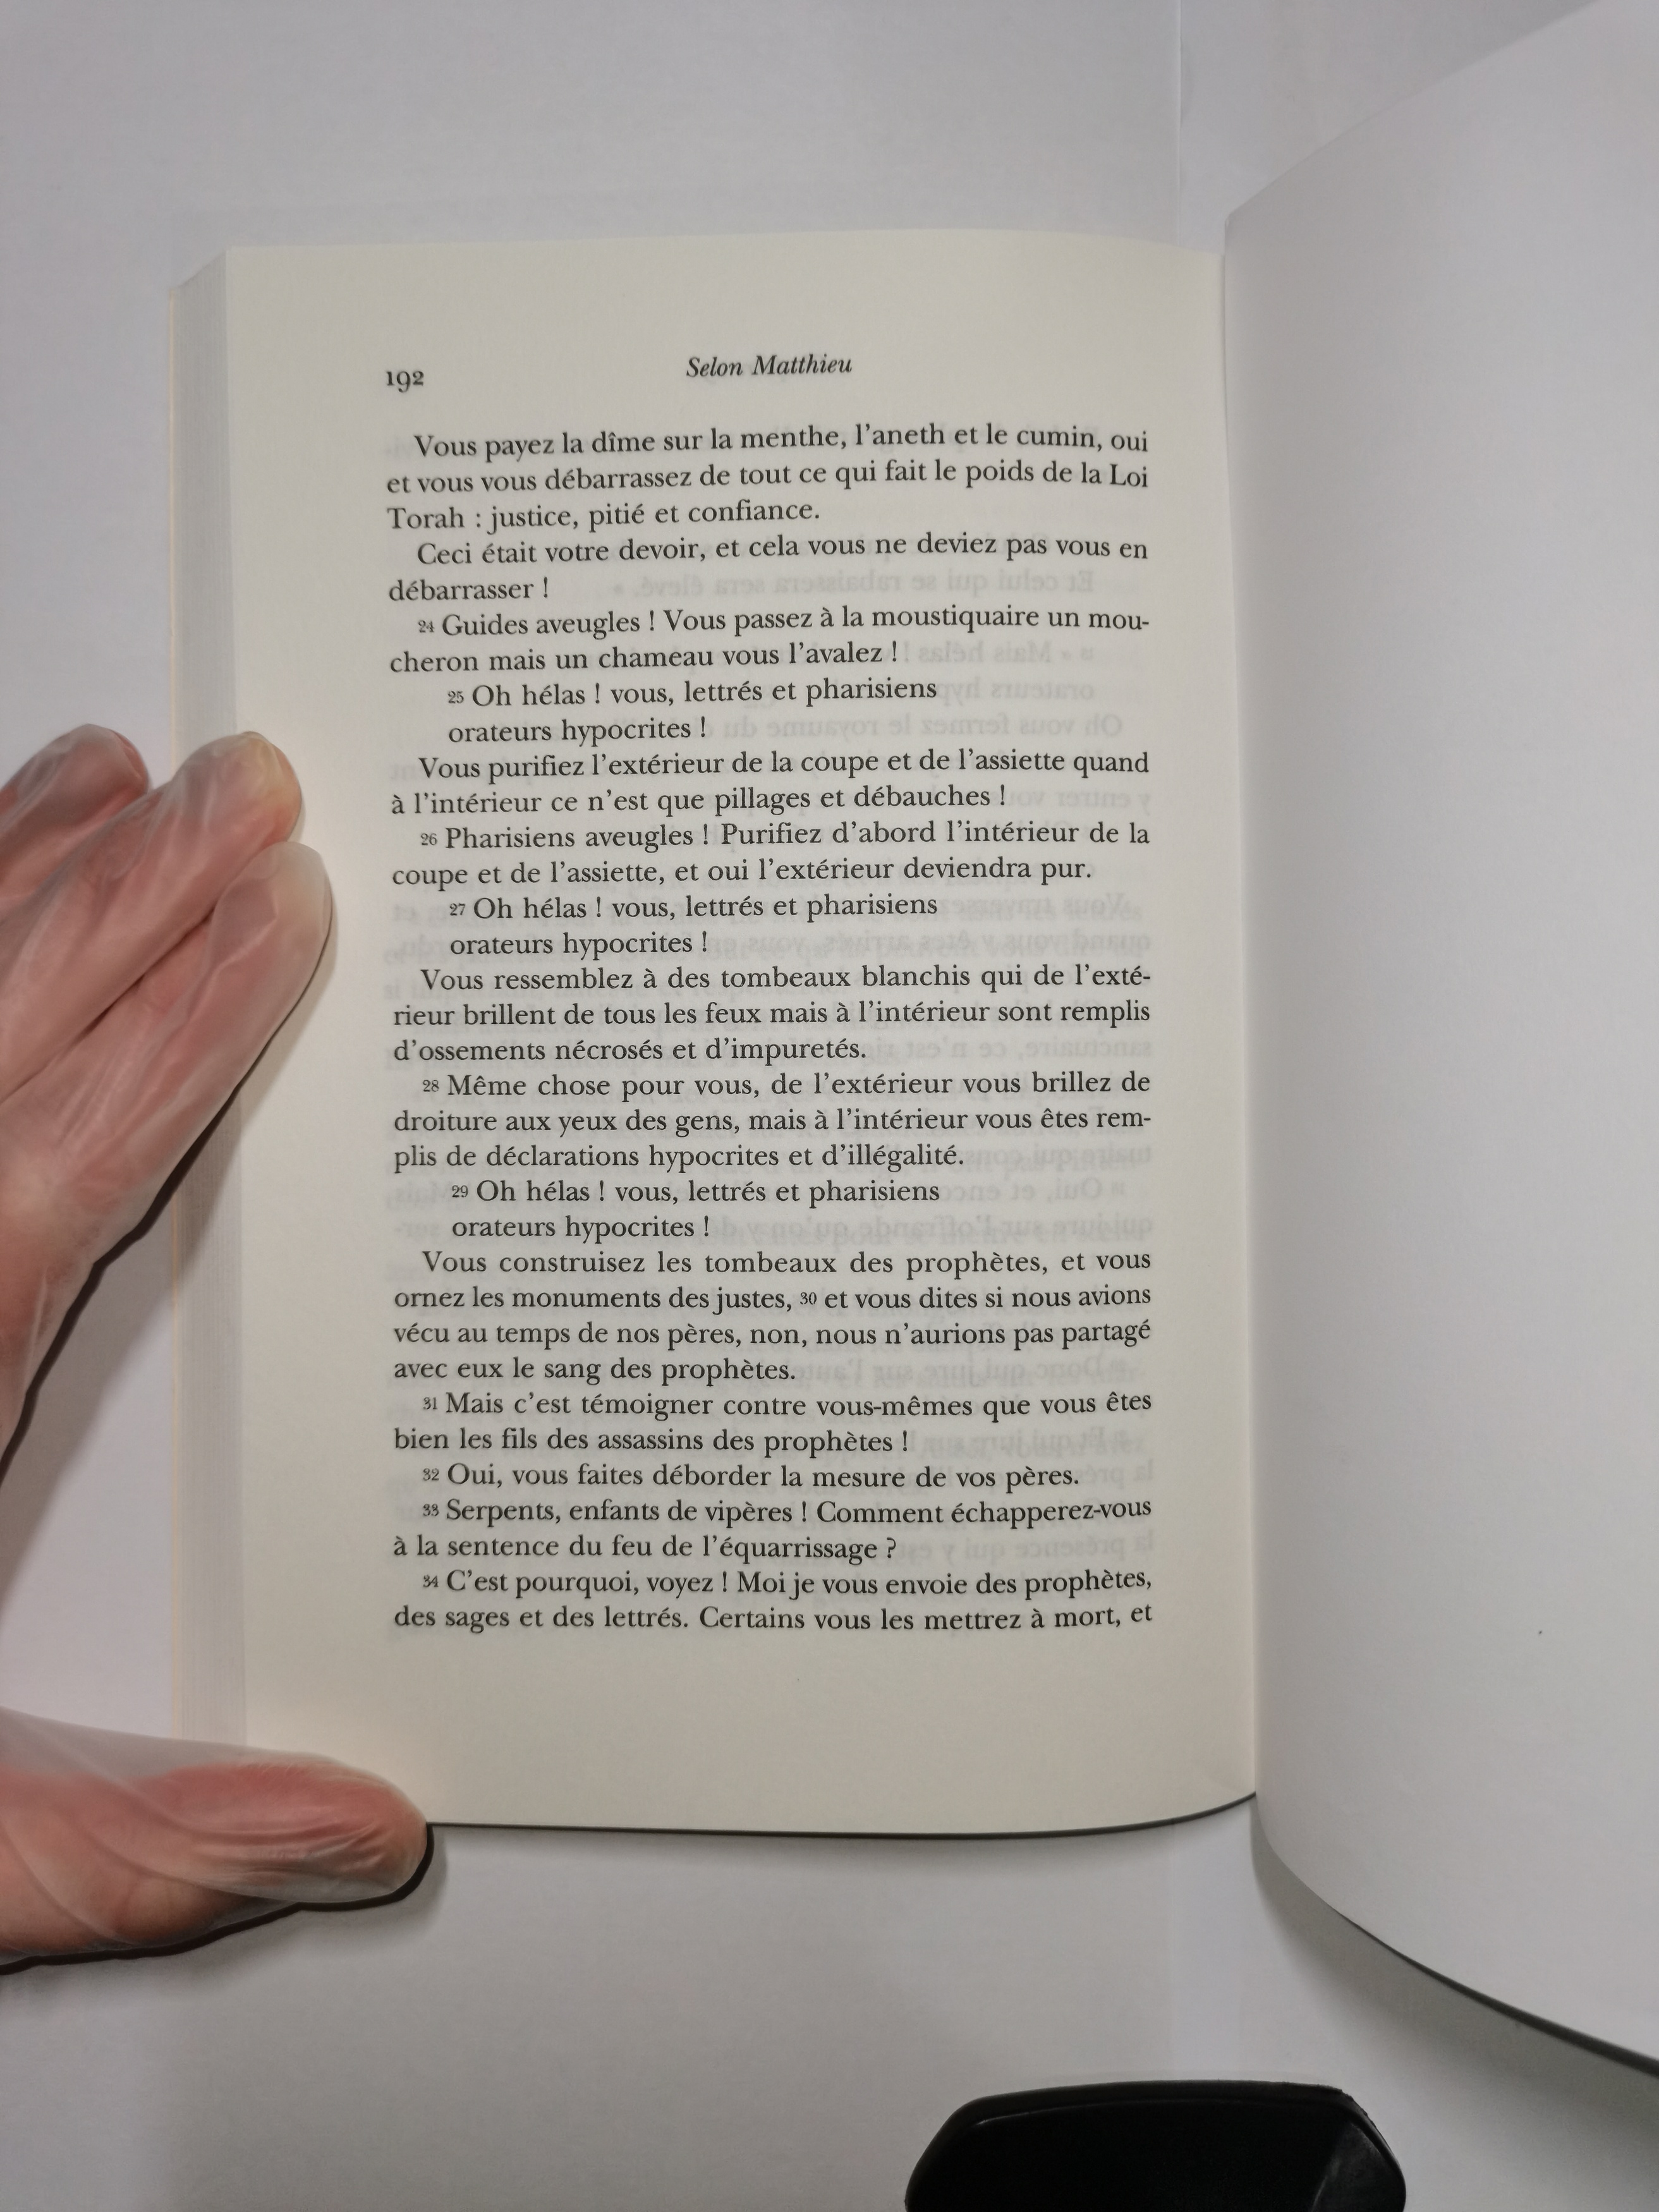 192
Selon Matthieu
Vous payez la dîme sur la menthe, l'aneth et le cumin, oui
et vous vous débarrassez de tout ce qui fait le poids de la Loi
Torah : justice, pitié et confiance.
Ceci était votre devoir, et cela vous ne deviez pas vous en
débarrasser !
24 Guides aveugles ! Vous passez à la moustiquaire un mou-
cheron mais un chameau vous l'avalez !
25 Oh hélas ! vous, lettrés et pharisiens
orateurs hypocrites !
Vous purifiez l'extérieur de la coupe et de l'assiette quand
à l'intérieur ce n'est que pillages et débauches !
26 Pharisiens aveugles ! Purifiez d'abord l'intérieur de la
coupe et de l'assiette, et oui l'extérieur deviendra pur.
27 Oh hélas ! vous, lettrés et pharisiens
orateurs hypocrites !
Vous ressemblez à des tombeaux blanchis qui de l'exté-
rieur brillent de tous les feux mais à l'intérieur sont remplis
d'ossements nécrosés et d'impuretés.
28 Même chose pour vous, de l'extérieur vous brillez de
droiture aux yeux des gens, mais à l'intérieur vous êtes rem-
plis de déclarations hypocrites et d'illégalité.
29 Oh hélas ! vous, lettrés et pharisiens
orateurs hypocrites !
Vous construisez les tombeaux des prophètes, et vous
ornez les monuments des justes, 30 et vous dites si nous avions
vécu au temps de nos pères, non, nous n'aurions pas partagé
avec eux le sang des prophètes.
31 Mais c'est témoigner contre vous-mêmes que vous êtes
bien les fils des assassins des prophètes !
32 Oui, vous faites déborder la mesure de vos pères.
33 Serpents, enfants de vipères ! Comment échapperez-vous
à la sentence du feu de l'équarrissage ?
34 C'est pourquoi, voyez ! Moi je vous envoie des prophètes,
des sages et des lettrés. Certains vous les mettrez à mort, et